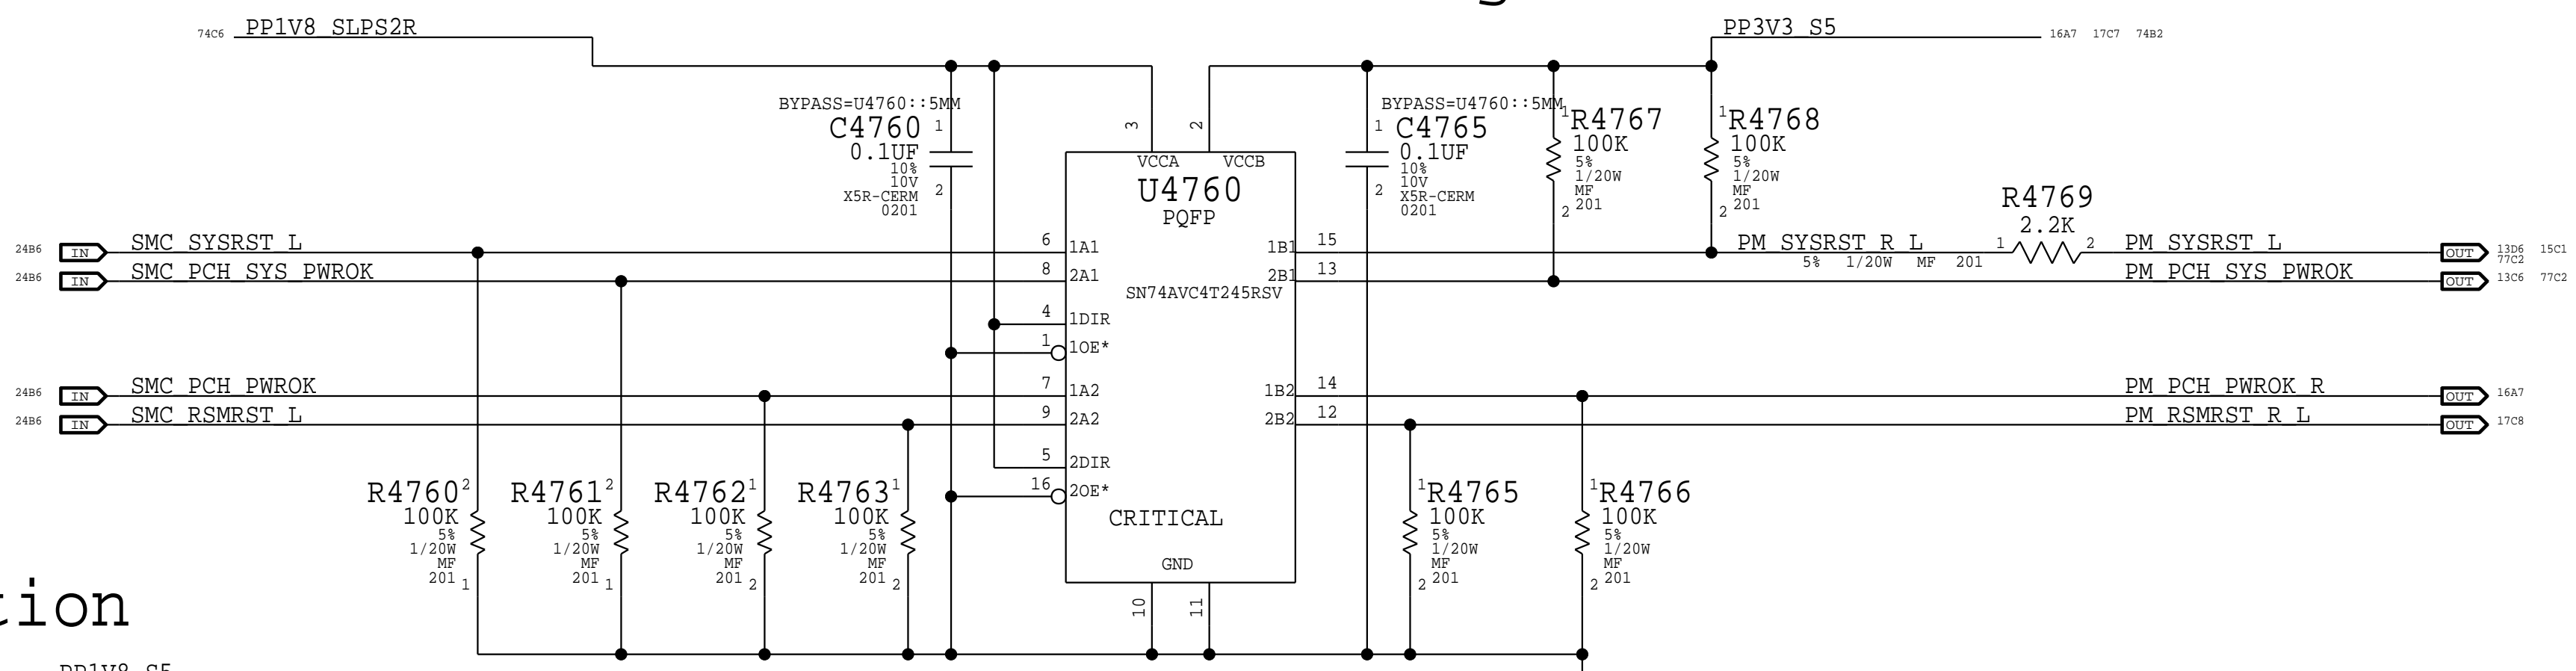 74C6 PP1V8_SLPS2R
PP3V3_S5 16A7 17C7 74B2
BYPASS=U4760::5MM
C4760 1
0.1UF
10%
10V
X5R-CERM 2
0201
3
2
VCCA VCCB
U4760
PQFP
BYPASS=U4760::5MM
1 C4765
0.1UF
10%
10V
2 X5R-CERM
0201
1 R4767
100K
5%
1/20W
MF
2 201
1 R4768
100K
5%
1/20W
MF
2 201
R4769
2.2K
24B6 IN SMC_SYSRST_L 6 1A1 1B1 15 PM_SYSRST_R_L 1 2 PM_SYSRST_L OUT 13D6 15C1
77C2
5% 1/20W MF 201
24B6 IN SMC_PCH_SYS_PWROK 8 2A1 2B1 13 PM_PCH_SYS_PWROK OUT 13C6 77C2
SN74AVC4T245RSV
4 1DIR
1 1OE*
24B6 IN SMC_PCH_PWROK 7 1A2 1B2 14 PM_PCH_PWROK_R OUT 16A7
24B6 IN SMC_RSMRST_L 9 2A2 2B2 12 PM_RSMRST_R_L OUT 17C8
5 2DIR
16 2OE*
CRITICAL
GND
10 11
R4760 2
100K
5%
1/20W
MF
201 1
R4761 2
100K
5%
1/20W
MF
201 1
R4762 1
100K
5%
1/20W
MF
201 2
R4763 1
100K
5%
1/20W
MF
201 2
1 R4765
100K
5%
1/20W
MF
2 201
1 R4766
100K
5%
1/20W
MF
2 201
tion
PP1V8_S5